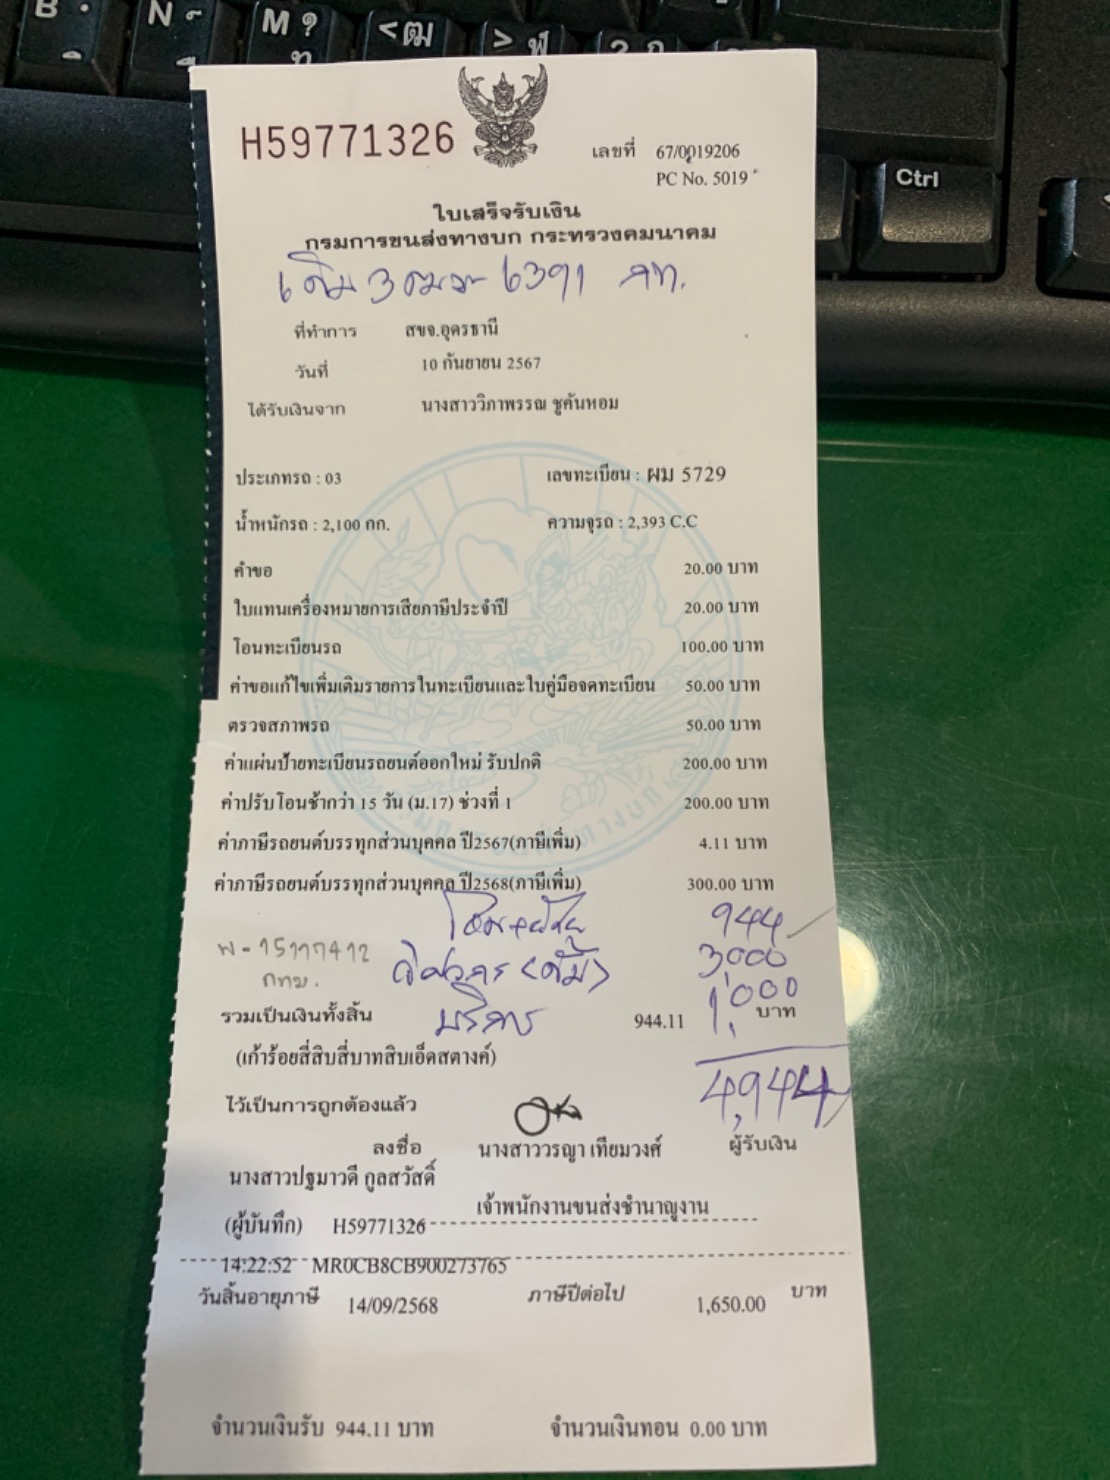 B
N
M
<ฒ
>
ฬ
Ctrl
H59771326
เลขที่ 67/0019206
PC No. 5019
ใบเสร็จรับเงิน
กรมการขนส่งทางบก กระทรวงคมนาคม
เดิม 3ฒฆ 6391 กท.
ที่ทำการ สขจ.อุดรธานี
วันที่ 10 กันยายน 2567
ได้รับเงินจาก นางสาววิภาพรรณ ชูคันหอม
ประเภทรถ : 03 เลขทะเบียน : ผม 5729
น้ำหนักรถ : 2,100 กก. ความจุรถ : 2,393 C.C
คำขอ 20.00 บาท
ใบแทนเครื่องหมายการเสียภาษีประจำปี 20.00 บาท
โอนทะเบียนรถ 100.00 บาท
ค่าขอแก้ไขเพิ่มเติมรายการในทะเบียนและใบคู่มือจดทะเบียน 50.00 บาท
ตรวจสภาพรถ 50.00 บาท
ค่าแผ่นป้ายทะเบียนรถยนต์ออกใหม่ รับปกติ 200.00 บาท
ค่าปรับโอนช้ากว่า 15 วัน (ม.17) ช่วงที่ 1 200.00 บาท
ค่าภาษีรถยนต์บรรทุกส่วนบุคคล ปี2567(ภาษีเพิ่ม) 4.11 บาท
ค่าภาษีรถยนต์บรรทุกส่วนบุคคล ปี2568(ภาษีเพิ่ม) 300.00 บาท
944
3,000
กทม.
บริการ 1,000
รวมเป็นเงินทั้งสิ้น 944.11 บาท
(เก้าร้อยสี่สิบสี่บาทสิบเอ็ดสตางค์)
4,944
ไว้เป็นการถูกต้องแล้ว
ลงชื่อ นางสาววรญา เทียมวงศ์ ผู้รับเงิน
นางสาวปฐมาวดี กูลสวัสดิ์
เจ้าพนักงานขนส่งชำนาญงาน
(ผู้บันทึก) H59771326
14:22:52 MR0CB8CB900273765
วันสิ้นอายุภาษี 14/09/2568 ภาษีปีต่อไป 1,650.00 บาท
จำนวนเงินรับ 944.11 บาท จำนวนเงินทอน 0.00 บาท